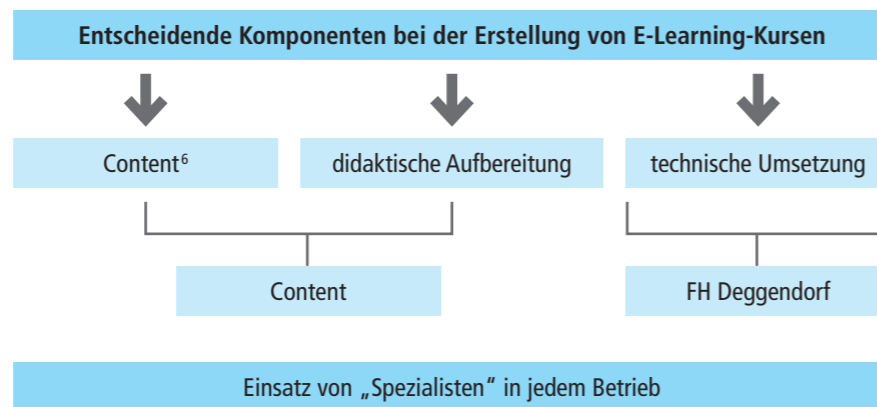 Entscheidende Komponenten bei der Erstellung von E-Learning-Kursen
Content⁶
didaktische Aufbereitung
technische Umsetzung
Content
FH Deggendorf
Einsatz von „Spezialisten“ in jedem Betrieb